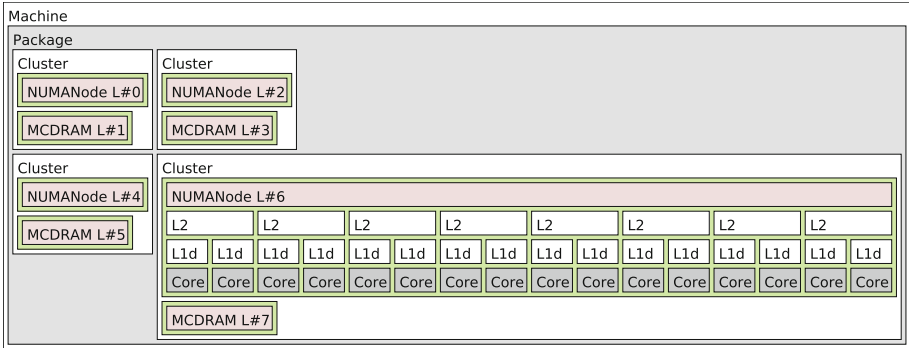 Machine
Package
Cluster Cluster
NUMANode L#0 NUMANode L#2
MCDRAM L#1 MCDRAM L#3
Cluster Cluster
NUMANode L#4 NUMANode L#6
MCDRAM L#5
L2 L2 L2 L2 L2 L2 L2 L2
L1d L1d L1d L1d L1d L1d L1d L1d L1d L1d L1d L1d L1d L1d L1d L1d
Core Core Core Core Core Core Core Core Core Core Core Core Core Core Core Core
MCDRAM L#7